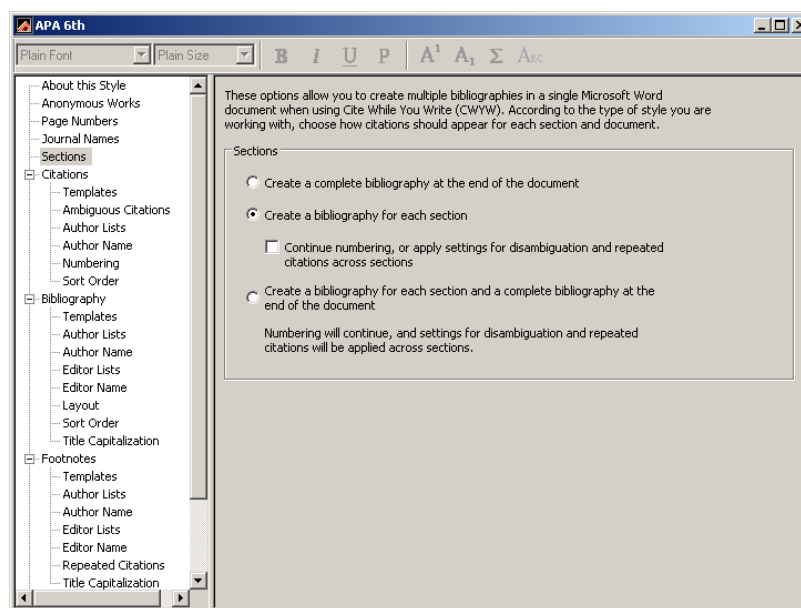 APA 6th
Plain Font Plain Size B I U P A1 A1 Σ ABC
About this Style
Anonymous Works
Page Numbers
Journal Names
Sections
Citations
Templates
Ambiguous Citations
Author Lists
Author Name
Numbering
Sort Order
Bibliography
Templates
Author Lists
Author Name
Editor Lists
Editor Name
Layout
Sort Order
Title Capitalization
Footnotes
Templates
Author Lists
Author Name
Editor Lists
Editor Name
Repeated Citations
Title Capitalization
These options allow you to create multiple bibliographies in a single Microsoft Word
document when using Cite While You Write (CWYW). According to the type of style you are
working with, choose how citations should appear for each section and document.
Sections
Create a complete bibliography at the end of the document
Create a bibliography for each section
Continue numbering, or apply settings for disambiguation and repeated
citations across sections
Create a bibliography for each section and a complete bibliography at the
end of the document
Numbering will continue, and settings for disambiguation and repeated
citations will be applied across sections.